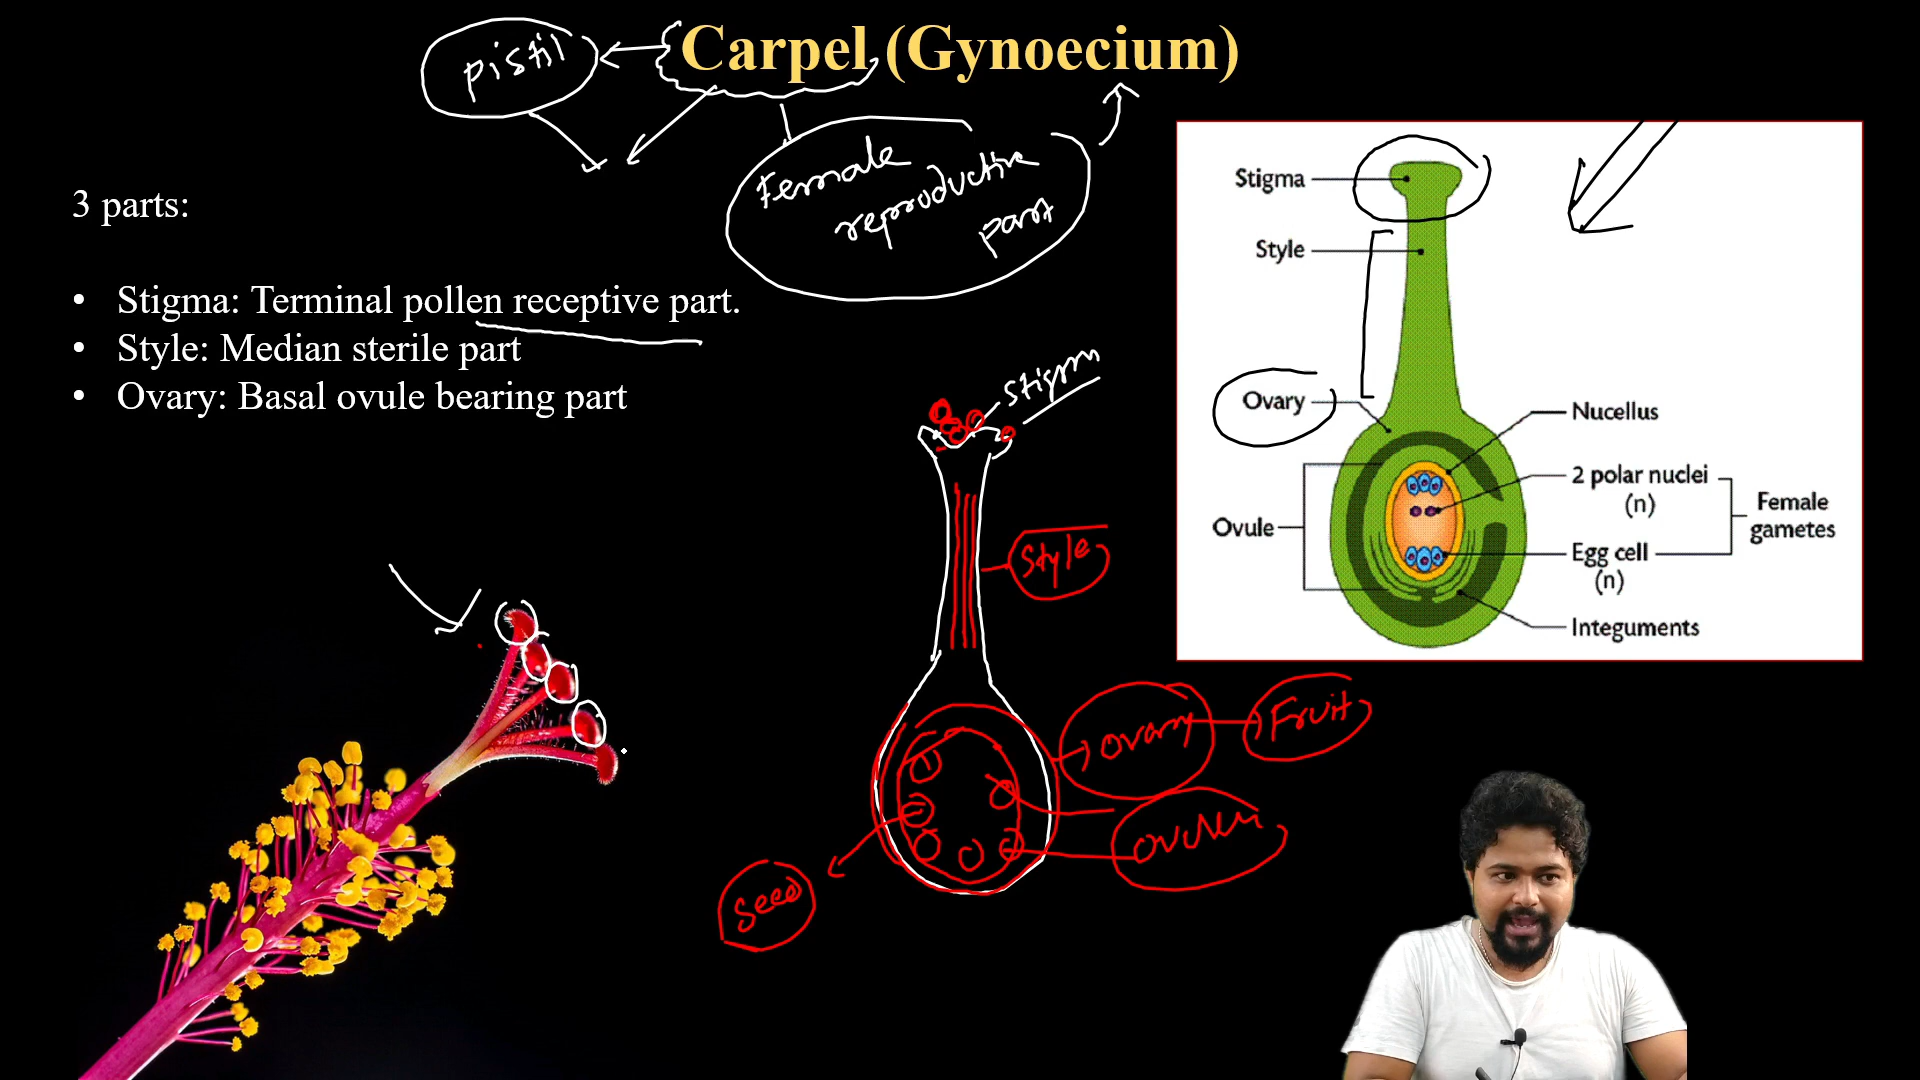 pistil
Carpel (Gynoecium)
Female
reproductive
part
3 parts:
• Stigma: Terminal pollen receptive part.
• Style: Median sterile part
• Ovary: Basal ovule bearing part
Stigma
Style
Ovary
Nucellus
2 polar nuclei
(n)
Female
gametes
Ovule
Egg cell
(n)
Integuments
Stigma
Style
Ovary
Fruit
Seed